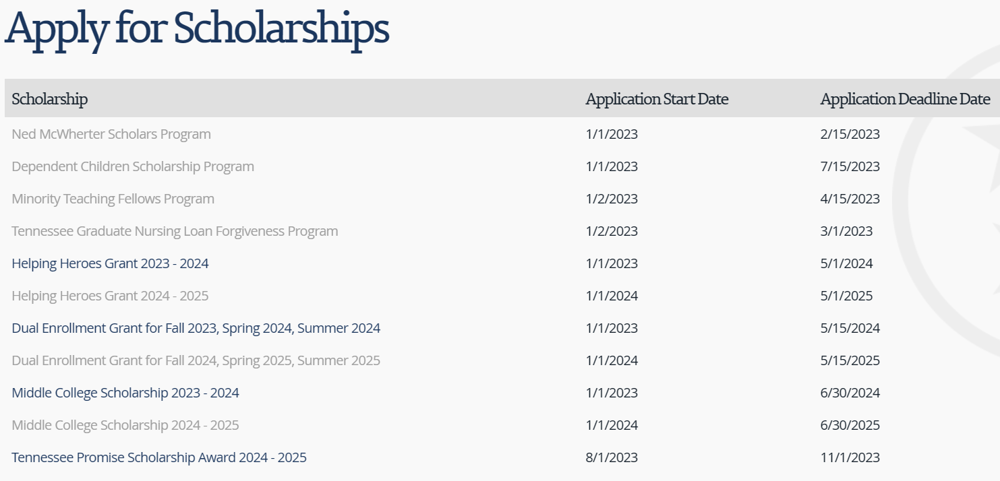 Apply for Scholarships
Scholarship Application Start Date Application Deadline Date
Ned McWherter Scholars Program 1/1/2023 2/15/2023
Dependent Children Scholarship Program 1/1/2023 7/15/2023
Minority Teaching Fellows Program 1/2/2023 4/15/2023
Tennessee Graduate Nursing Loan Forgiveness Program 1/2/2023 3/1/2023
Helping Heroes Grant 2023 - 2024 1/1/2023 5/1/2024
Helping Heroes Grant 2024 - 2025 1/1/2024 5/1/2025
Dual Enrollment Grant for Fall 2023, Spring 2024, Summer 2024 1/1/2023 5/15/2024
Dual Enrollment Grant for Fall 2024, Spring 2025, Summer 2025 1/1/2024 5/15/2025
Middle College Scholarship 2023 - 2024 1/1/2023 6/30/2024
Middle College Scholarship 2024 - 2025 1/1/2024 6/30/2025
Tennessee Promise Scholarship Award 2024 - 2025 8/1/2023 11/1/2023